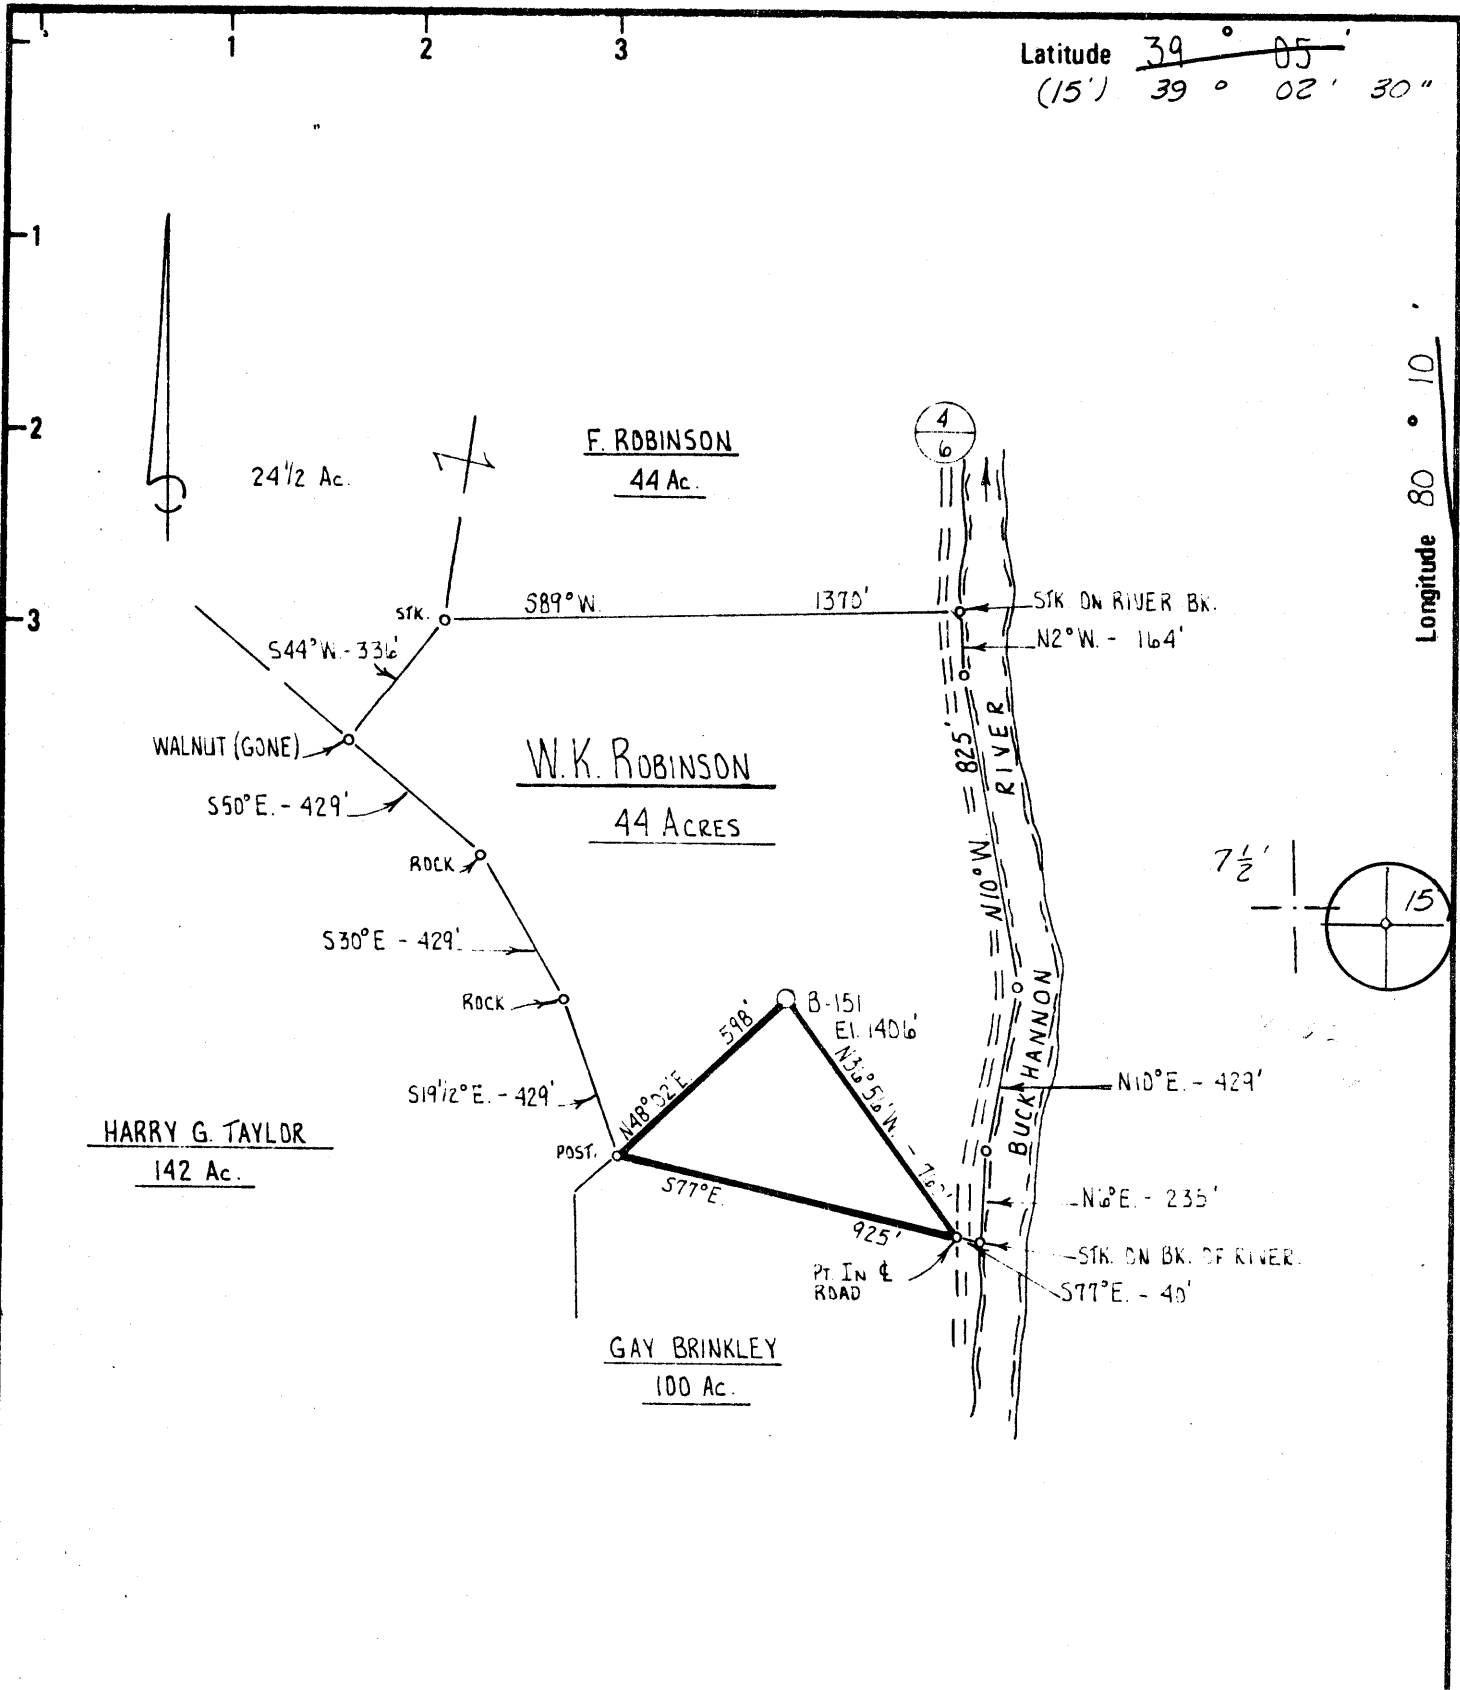 1 2 3
Latitude 39 ° 05 '
(15') 39 ° 02 ' 30 "
1
2
3
Longitude 80 ° 10 '
24 1/2 Ac.
F. ROBINSON
44 Ac.
4
6
STK.
S89°W. 1370'
STK. ON RIVER BK.
N2°W. - 164'
S44°W. - 336'
WALNUT (GONE)
W.K. ROBINSON
44 ACRES
S50°E. - 429'
ROCK
N10°W. 825'
BUCKHANNON RIVER
7 1/2'
15'
S30°E - 429'
ROCK
B-151
El. 1406'
598'
N48°02'E.
N36°56'W. -
S19 1/2°E. - 429'
N10°E. - 429'
HARRY G. TAYLOR
142 Ac.
POST.
S77°E. 925'
N6°E. - 235'
STK. ON BK. OF RIVER.
PT. IN ℄
ROAD
S77°E. - 40'
GAY BRINKLEY
100 Ac.